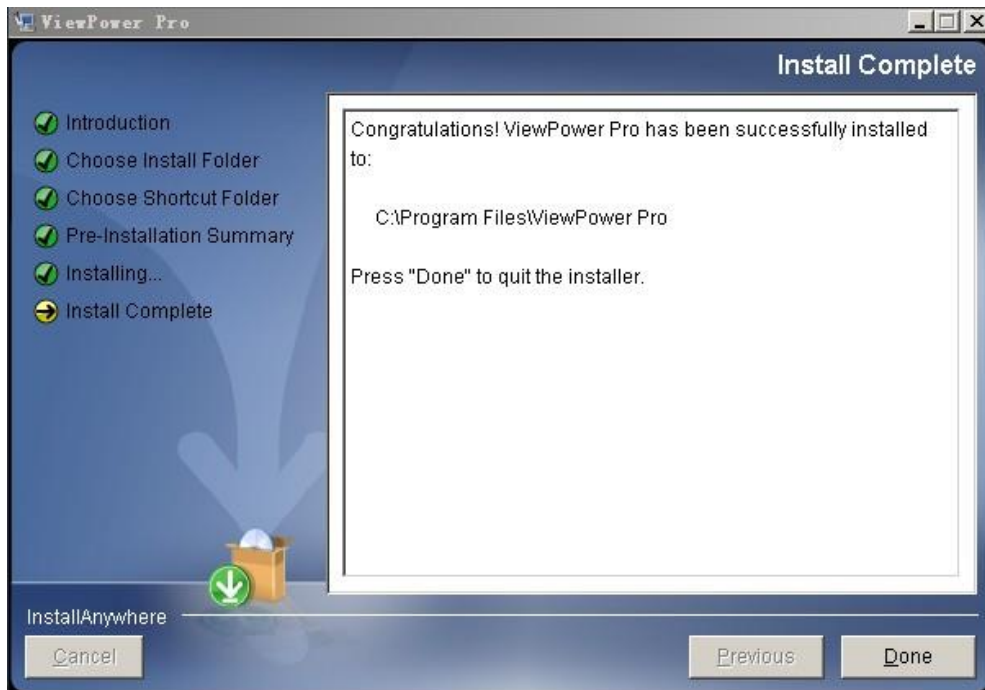 ViewPower Pro
Install Complete
Introduction
Choose Install Folder
Choose Shortcut Folder
Pre-Installation Summary
Installing...
Install Complete
Congratulations! ViewPower Pro has been successfully installed
to:
C:\Program Files\ViewPower Pro
Press "Done" to quit the installer.
InstallAnywhere
Cancel
Previous
Done